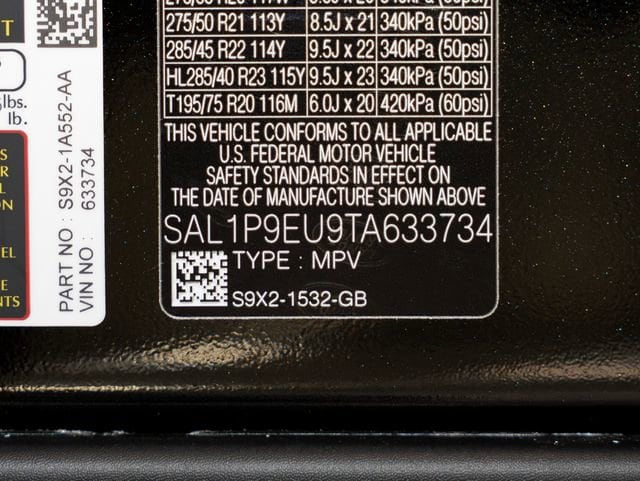 275/50 R21 113Y 8.5J x 21 340kPa (50psi)
285/45 R22 114Y 9.5J x 22 340kPa (50psi)
HL285/40 R23 115Y 9.5J x 23 340kPa (50psi)
T195/75 R20 116M 6.0J x 20 420kPa (60psi)
THIS VEHICLE CONFORMS TO ALL APPLICABLE
U.S. FEDERAL MOTOR VEHICLE
SAFETY STANDARDS IN EFFECT ON
THE DATE OF MANUFACTURE SHOWN ABOVE
SAL1P9EU9TA633734
TYPE : MPV
S9X2-1532-GB
PART NO : S9X2-1A552-AA
VIN NO : 633734
lbs.
lb.